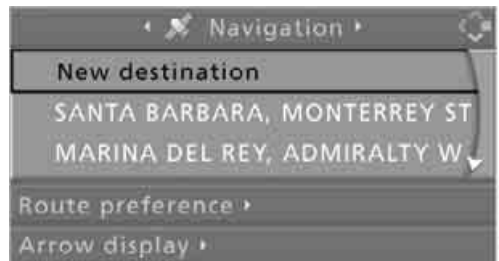 Navigation
New destination
SANTA BARBARA, MONTERREY ST
MARINA DEL REY, ADMIRALTY W
Route preference
Arrow display